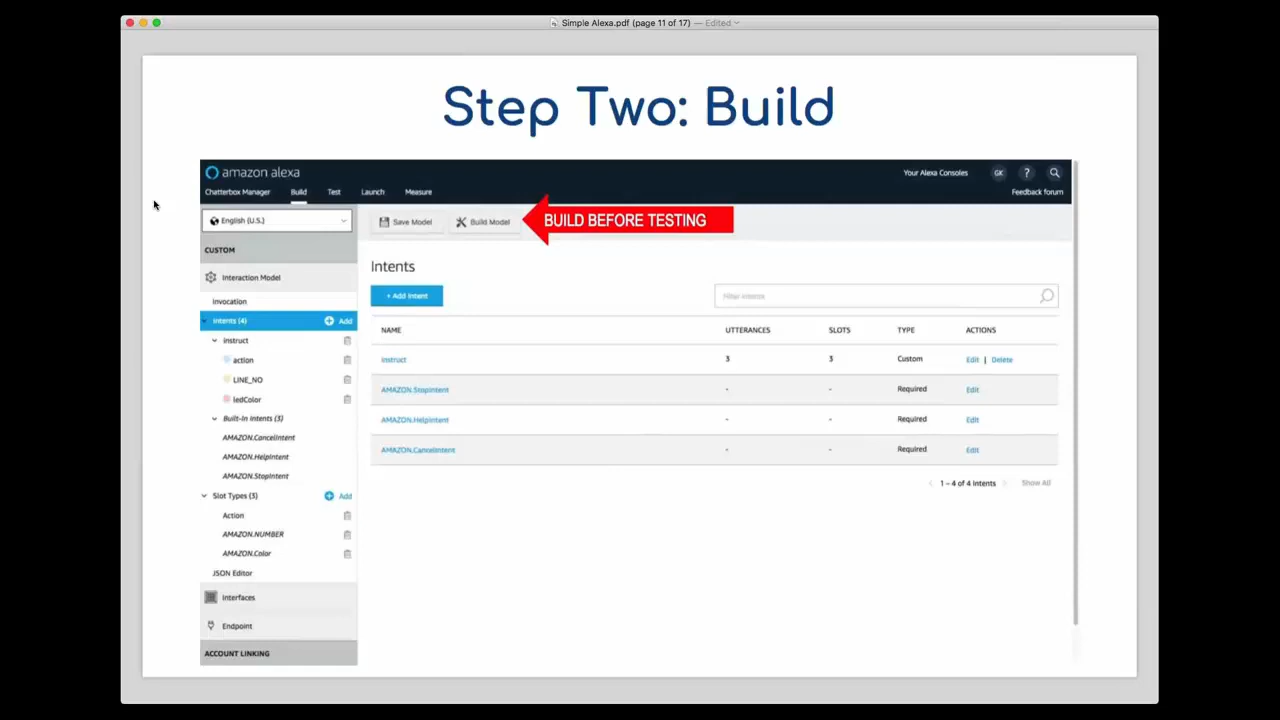 Simple Alexa.pdf (page 11 of 17) — Edited
Step Two: Build
amazon alexa
Your Alexa Consoles GK ?
Chatterbox Manager Build Test Launch Measure Feedback forum
English (U.S.) Save Model Build Model BUILD BEFORE TESTING
CUSTOM
Interaction Model
Intents
Invocation
+ Add Intent Filter Intents
Intents (4) Add
NAME UTTERANCES SLOTS TYPE ACTIONS
instruct
instruct 3 3 Custom Edit | Delete
action
LINE_NO
AMAZON.StopIntent - - Required Edit
ledColor
Built-In Intents (3)
AMAZON.HelpIntent - - Required Edit
AMAZON.CancelIntent
AMAZON.CancelIntent - - Required Edit
AMAZON.HelpIntent
AMAZON.StopIntent
1 – 4 of 4 Intents Show All
Slot Types (3) Add
Action
AMAZON.NUMBER
AMAZON.Color
JSON Editor
Interfaces
Endpoint
ACCOUNT LINKING